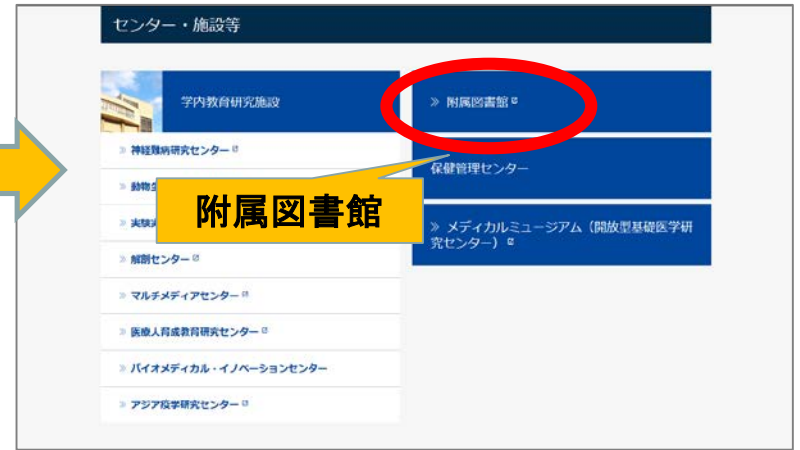 センター・施設等
学内教育研究施設
» 神経難病研究センター
» 動物
» 実験
» 解剖センター
» マルチメディアセンター
» 医療人育成教育研究センター
» バイオメディカル・イノベーションセンター
» アジア疫学研究センター
» 附属図書館
保健管理センター
» メディカルミュージアム（開放型基礎医学研
究センター）
附属図書館